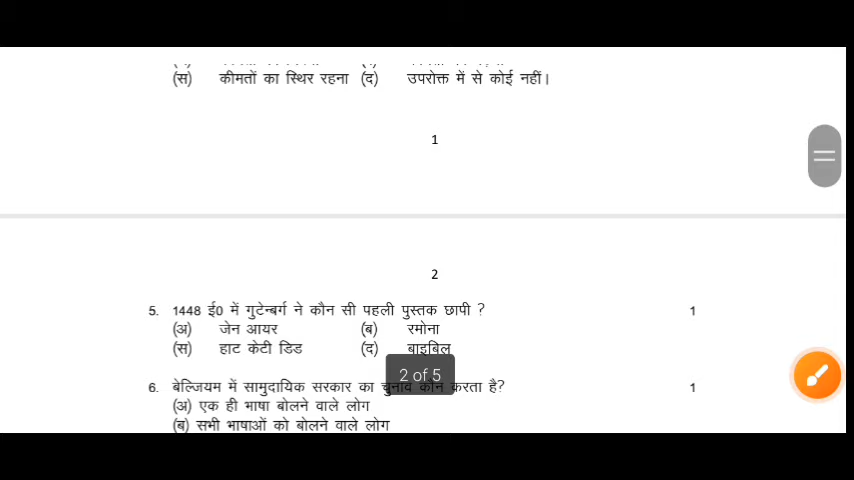 (स) कीमतों का स्थिर रहना (द) उपरोक्त में से कोई नहीं।
1
2
5. 1448 ई0 में गुटेन्बर्ग ने कौन सी पहली पुस्तक छापी ? 1
(अ) जेन आयर (ब) रमोना
(स) हाट केटी डिड (द) बाइबिल
2 of 5
6. बेल्जियम में सामुदायिक सरकार का चुनाव कौन करता है? 1
(अ) एक ही भाषा बोलने वाले लोग
(ब) सभी भाषाओं को बोलने वाले लोग